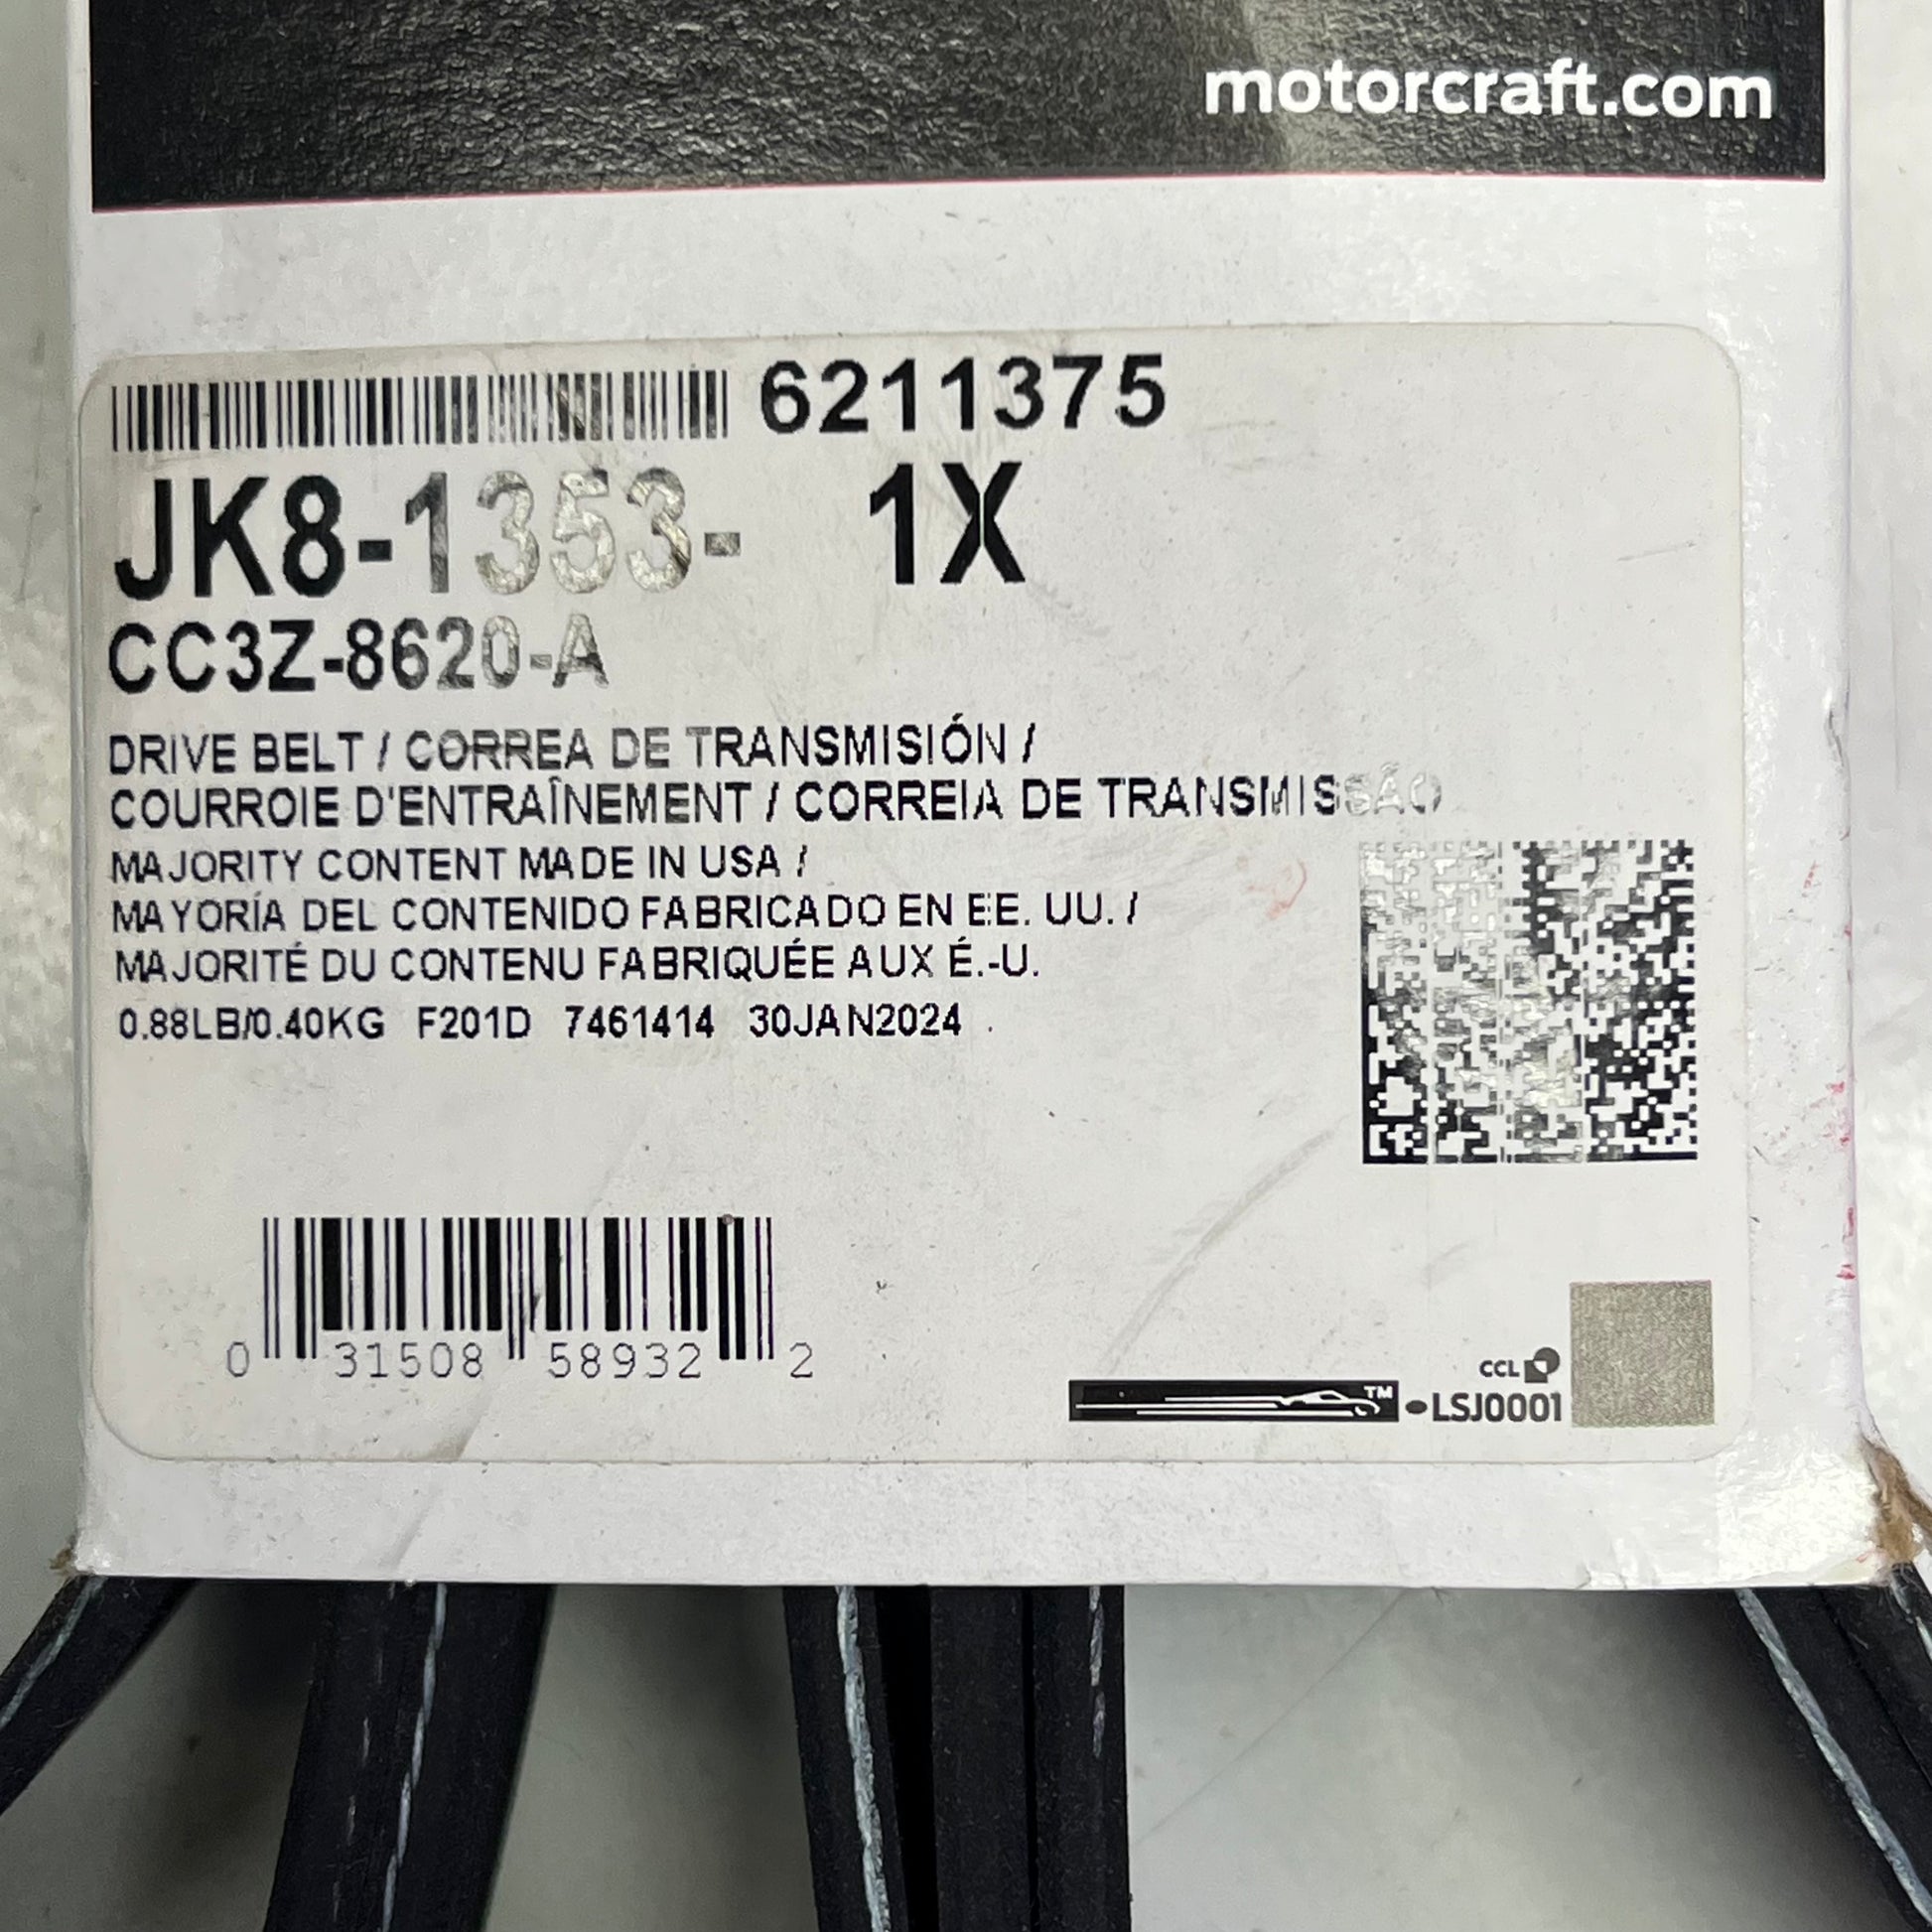 motorcraft.com
6211375
JK8-1353- 1X
CC3Z-8620-A
DRIVE BELT / CORREA DE TRANSMISIÓN /
COURROIE D'ENTRAÎNEMENT / CORREIA DE TRANSMISSÃO
MAJORITY CONTENT MADE IN USA /
MAYORÍA DEL CONTENIDO FABRICADO EN EE. UU. /
MAJORITÉ DU CONTENU FABRIQUÉE AUX É.-U.
0.88LB/0.40KG F201D 7461414 30JAN2024
0 31508 58932 2
CCL
TM
LSJ0001